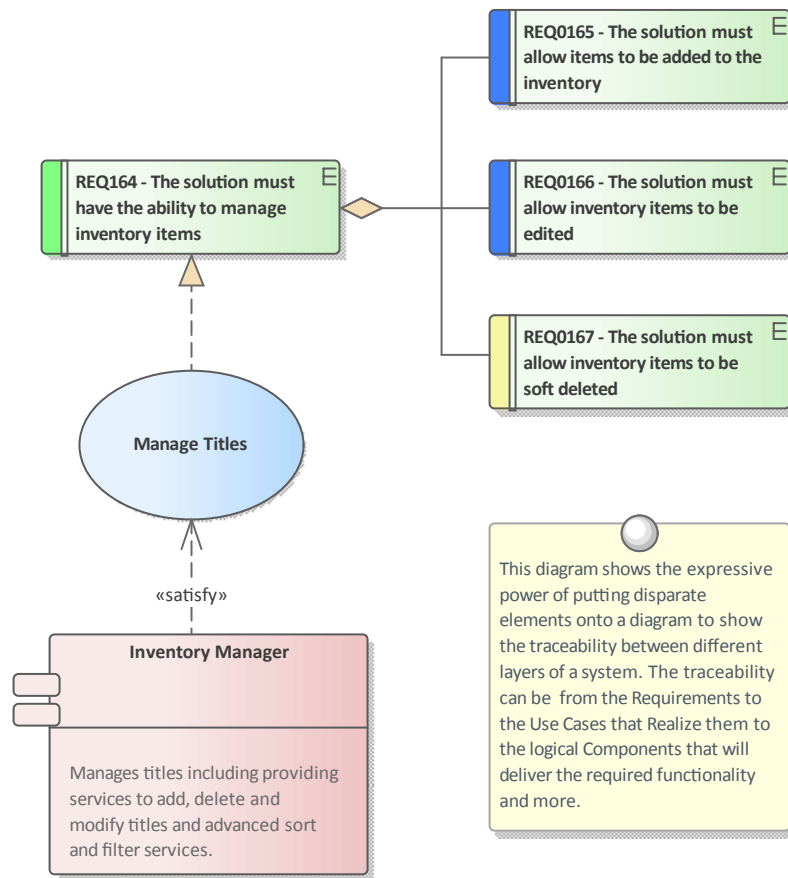 REQ0165 - The solution must
allow items to be added to the
inventory
E
REQ164 - The solution must
have the ability to manage
inventory items
E
REQ0166 - The solution must
allow inventory items to be
edited
E
REQ0167 - The solution must
allow inventory items to be
soft deleted
E
Manage Titles
«satisfy»
Inventory Manager
Manages titles including providing
services to add, delete and
modify titles and advanced sort
and filter services.
This diagram shows the expressive
power of putting disparate
elements onto a diagram to show
the traceability between different
layers of a system. The traceability
can be  from the Requirements to
the Use Cases that Realize them to
the logical Components that will
deliver the required functionality
and more.